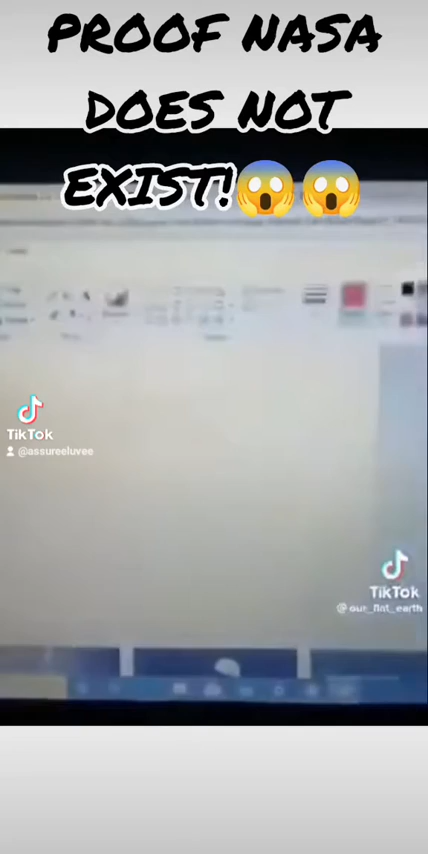 PROOF NASA
DOES NOT
EXIST!😱😱
TikTok
@assureeluvee
TikTok
@our_flat_earth